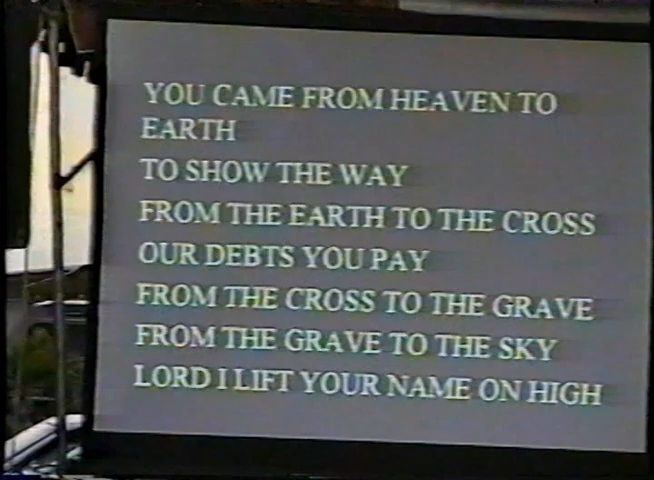 YOU CAME FROM HEAVEN TO
EARTH
TO SHOW THE WAY
FROM THE EARTH TO THE CROSS
OUR DEBTS YOU PAY
FROM THE CROSS TO THE GRAVE
FROM THE GRAVE TO THE SKY
LORD I LIFT YOUR NAME ON HIGH